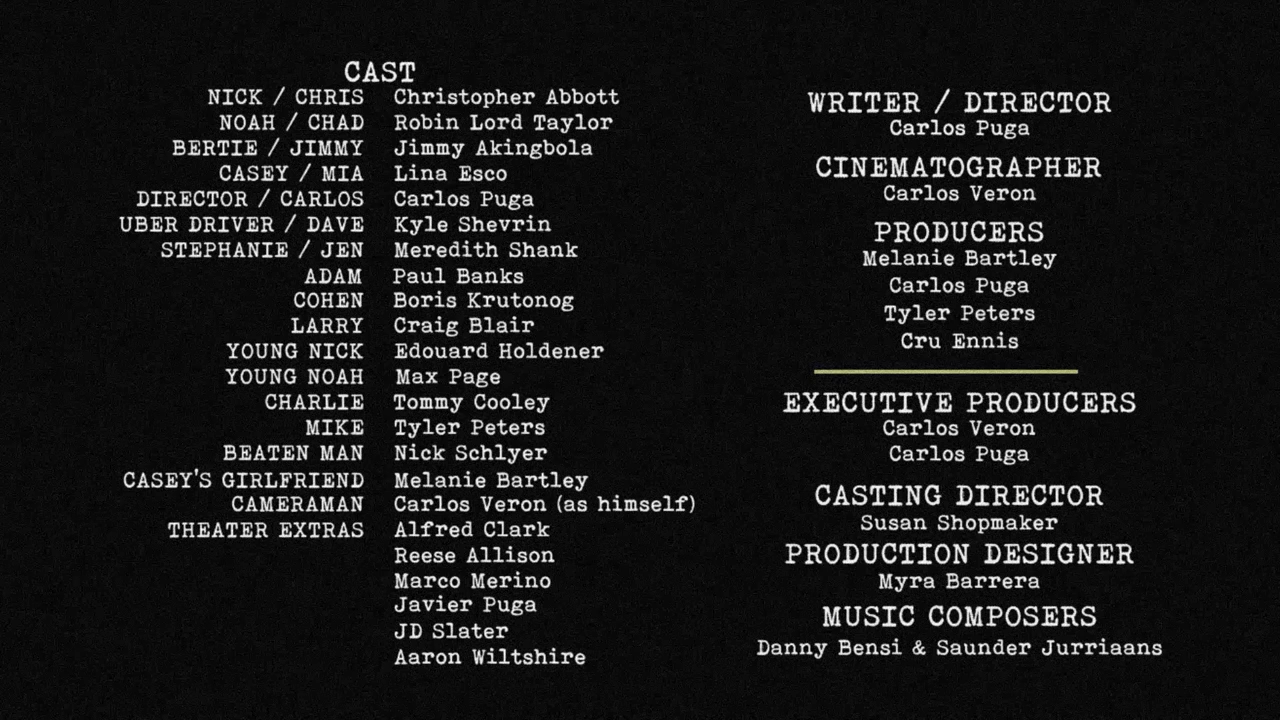 CAST
NICK / CHRIS Christopher Abbott
NOAH / CHAD Robin Lord Taylor
BERTIE / JIMMY Jimmy Akingbola
CASEY / MIA Lina Esco
DIRECTOR / CARLOS Carlos Puga
UBER DRIVER / DAVE Kyle Shevrin
STEPHANIE / JEN Meredith Shank
ADAM Paul Banks
COHEN Boris Krutonog
LARRY Craig Blair
YOUNG NICK Edouard Holdener
YOUNG NOAH Max Page
CHARLIE Tommy Cooley
MIKE Tyler Peters
BEATEN MAN Nick Schlyer
CASEY'S GIRLFRIEND Melanie Bartley
CAMERAMAN Carlos Veron (as himself)
THEATER EXTRAS Alfred Clark
Reese Allison
Marco Merino
Javier Puga
JD Slater
Aaron Wiltshire
WRITER / DIRECTOR
Carlos Puga
CINEMATOGRAPHER
Carlos Veron
PRODUCERS
Melanie Bartley
Carlos Puga
Tyler Peters
Cru Ennis
EXECUTIVE PRODUCERS
Carlos Veron
Carlos Puga
CASTING DIRECTOR
Susan Shopmaker
PRODUCTION DESIGNER
Myra Barrera
MUSIC COMPOSERS
Danny Bensi & Saunder Jurriaans